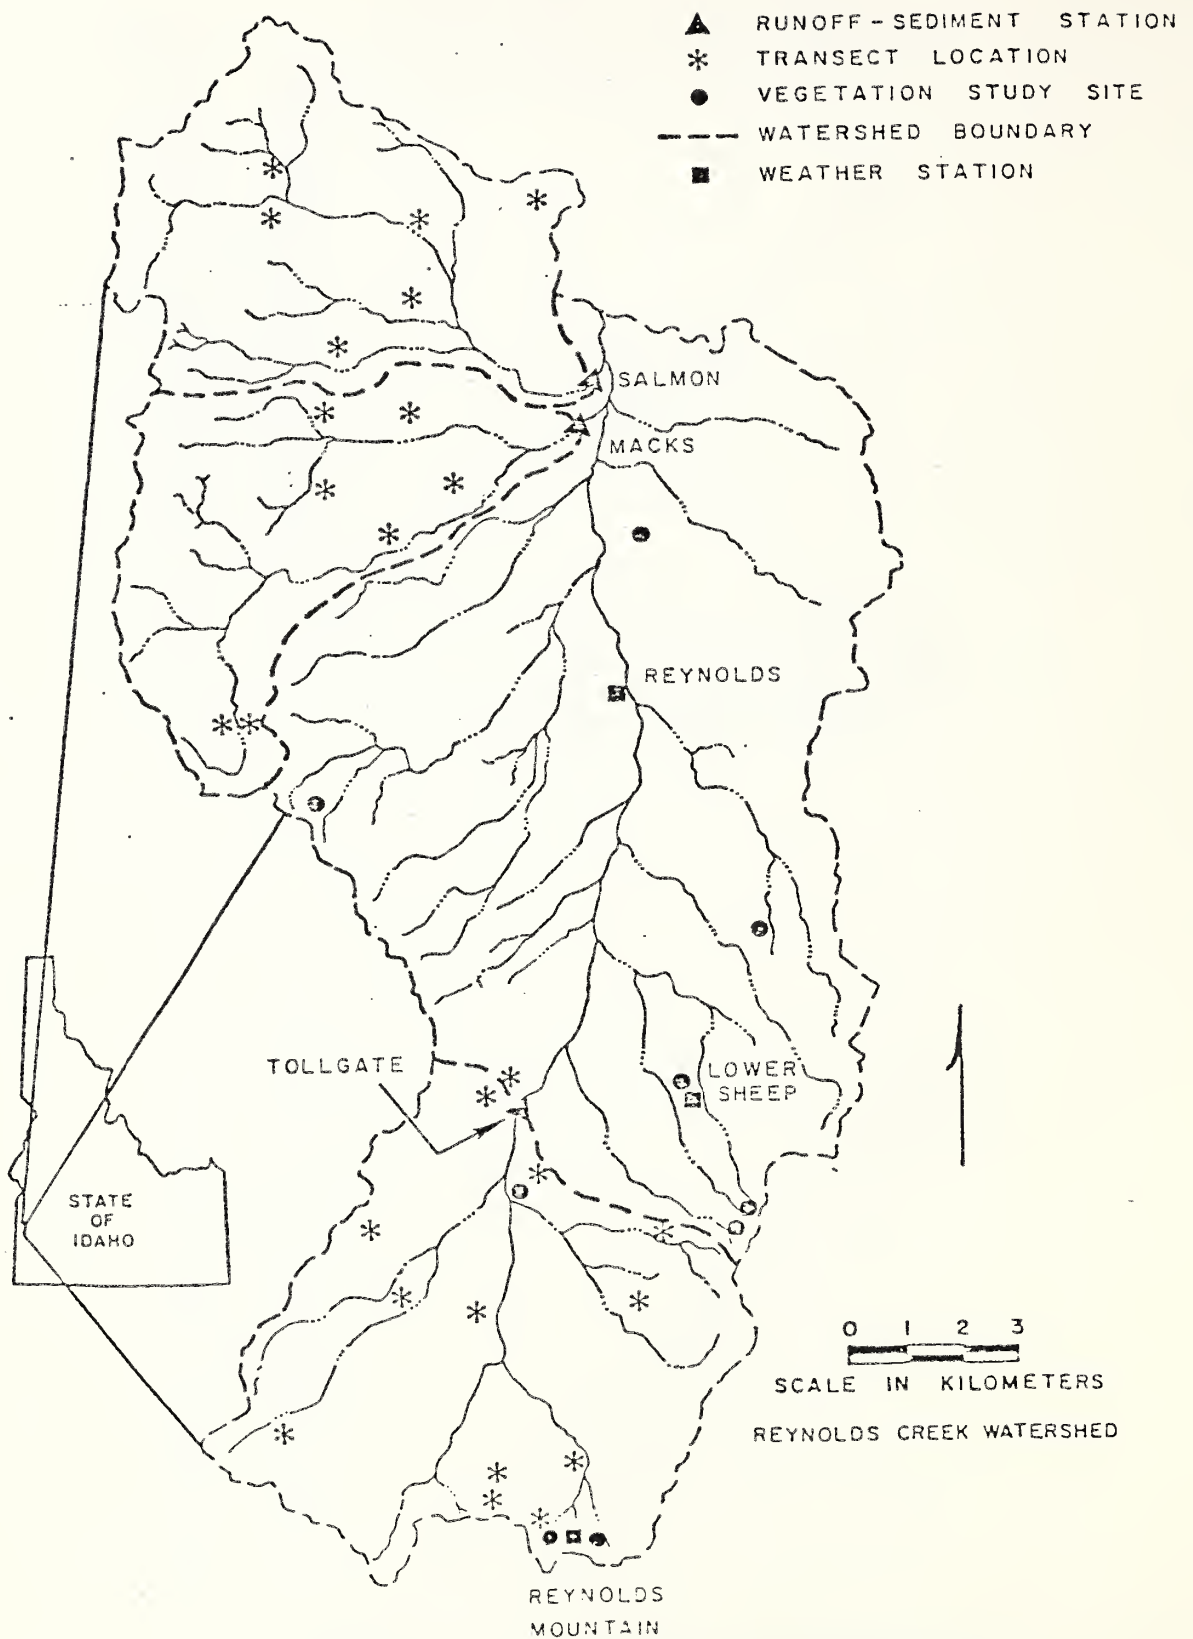 RUNOFF-SEDIMENT STATION
TRANSECT LOCATION
VEGETATION STUDY SITE
WATERSHED BOUNDARY
WEATHER STATION
SALMON
MACKS
REYNOLDS
TOLLGATE
LOWER
SHEEP
STATE
OF
IDAHO
0 1 2 3
SCALE IN KILOMETERS
REYNOLDS CREEK WATERSHED
REYNOLDS
MOUNTAIN